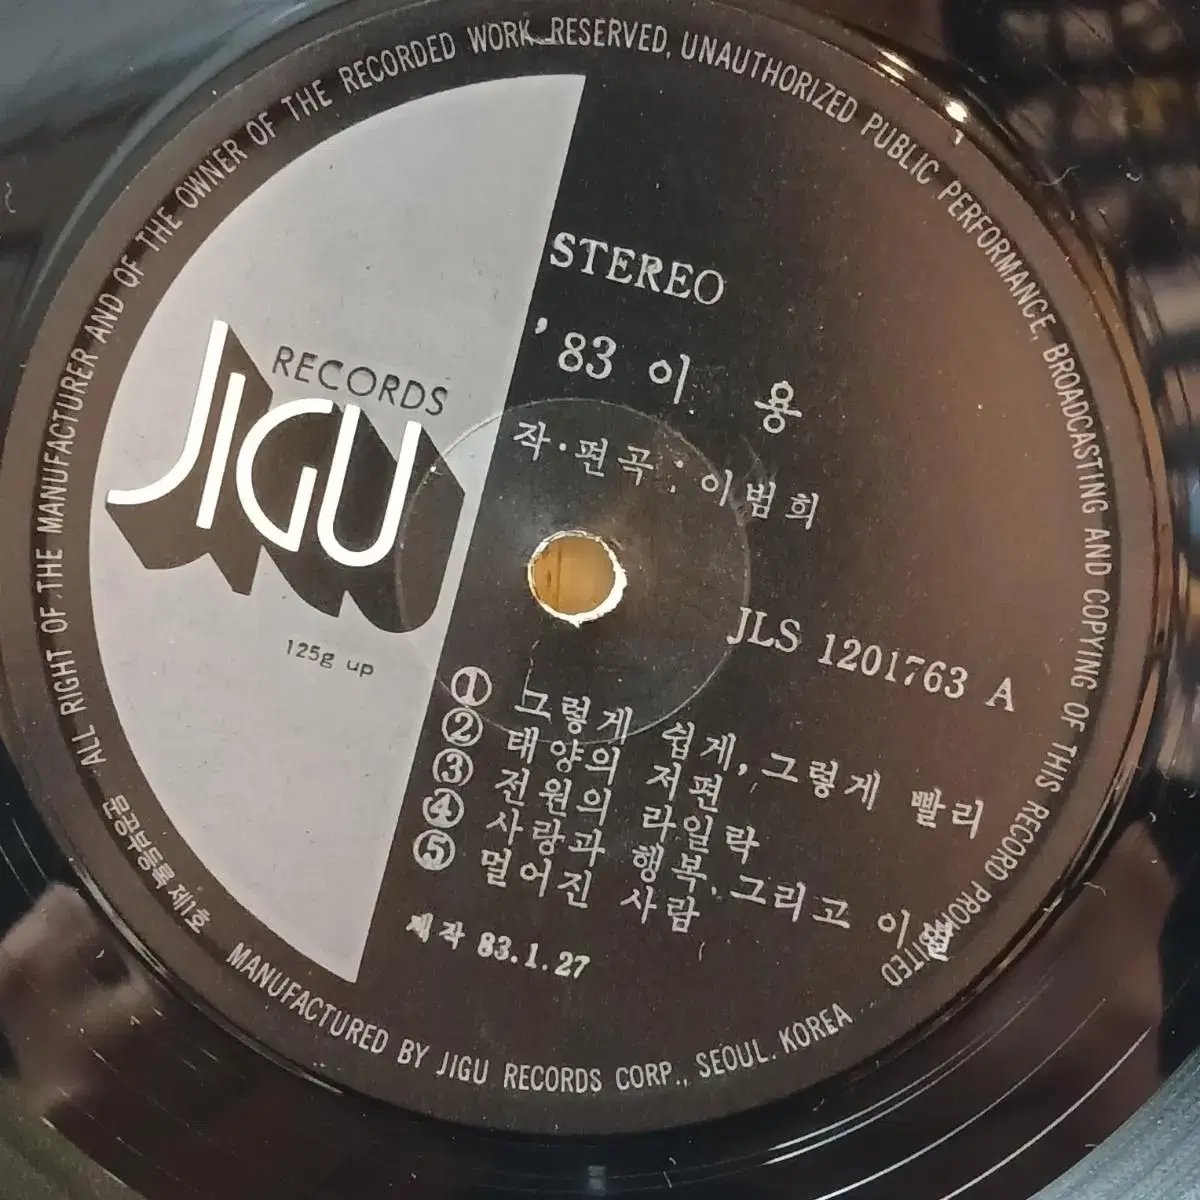 ALL RIGHT OF THE MANUFACTURER AND OF THE OWNER OF THE RECORDED WORK RESERVED, UNAUTHORIZED PUBLIC PERFORMANCE, BROADCASTING AND COPYING OF THIS RECORD PROHIBITED
STEREO
'83 이 용
작·편곡:이범희
RECORDS
JIGU
125g up
JLS 1201763 A
① 그렇게 쉽게, 그렇게 빨리
② 태양의 저편
③ 전원의 라일락
④ 사랑과 행복, 그리고 이별
⑤ 멀어진 사람
제작 83.1.27
문공부등록 제1호
MANUFACTURED BY JIGU RECORDS CORP., SEOUL. KOREA